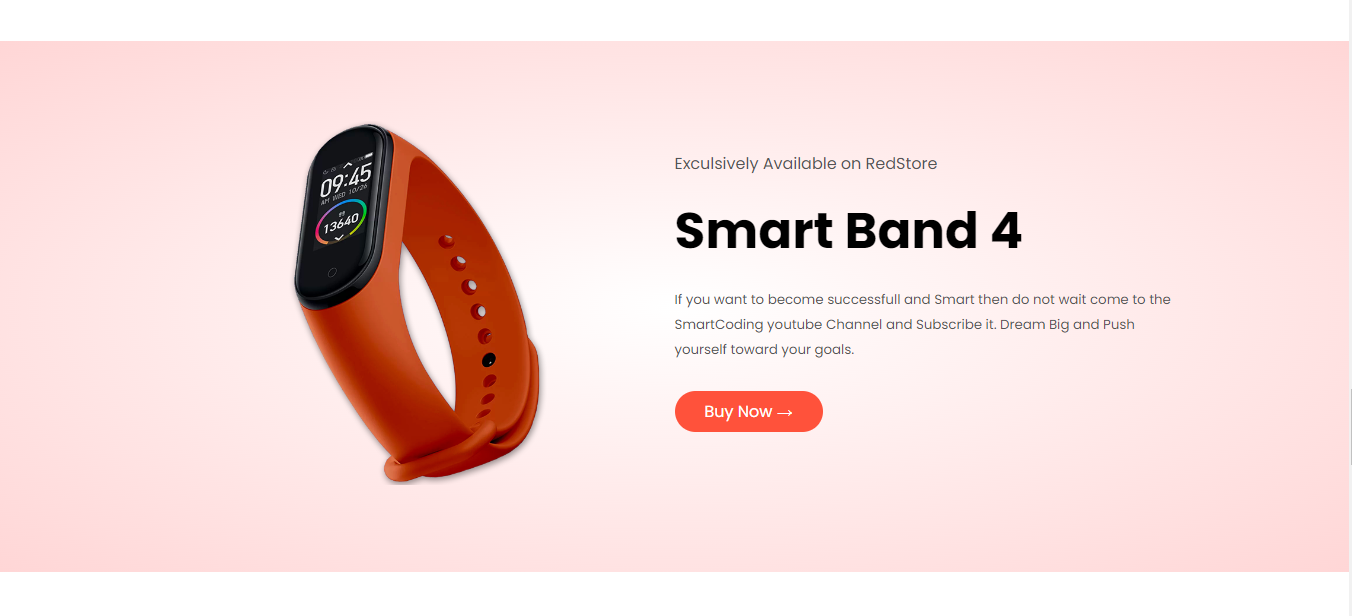 09:45
AM WED 10/26
13640
Exculsively Available on RedStore
Smart Band 4
If you want to become successfull and Smart then do not wait come to the
SmartCoding youtube Channel and Subscribe it. Dream Big and Push
yourself toward your goals.
Buy Now →